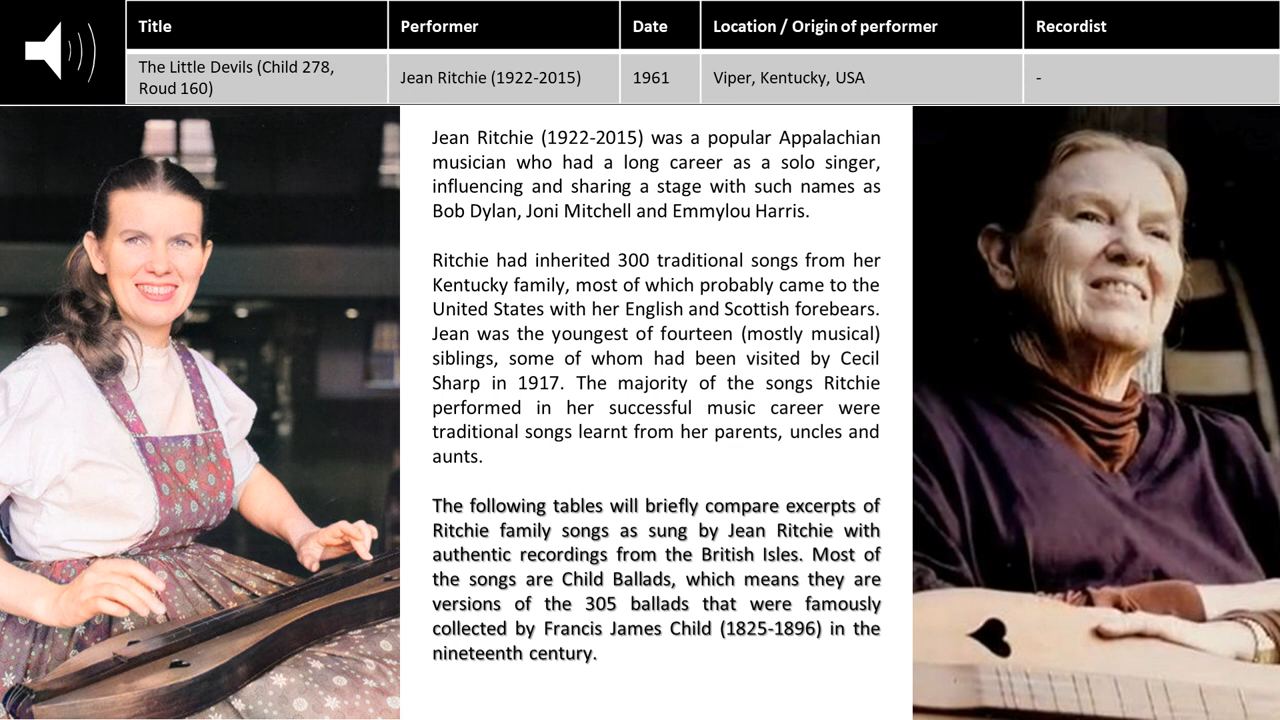 Title
Performer
Date
Location / Origin of performer
Recordist
The Little Devils (Child 278,
Roud 160)
Jean Ritchie (1922-2015)
1961
Viper, Kentucky, USA
-
Jean Ritchie (1922-2015) was a popular Appalachian
musician who had a long career as a solo singer,
influencing and sharing a stage with such names as
Bob Dylan, Joni Mitchell and Emmylou Harris.
Ritchie had inherited 300 traditional songs from her
Kentucky family, most of which probably came to the
United States with her English and Scottish forebears.
Jean was the youngest of fourteen (mostly musical)
siblings, some of whom had been visited by Cecil
Sharp in 1917. The majority of the songs Ritchie
performed in her successful music career were
traditional songs learnt from her parents, uncles and
aunts.
The following tables will briefly compare excerpts of
Ritchie family songs as sung by Jean Ritchie with
authentic recordings from the British Isles. Most of
the songs are Child Ballads, which means they are
versions of the 305 ballads that were famously
collected by Francis James Child (1825-1896) in the
nineteenth century.